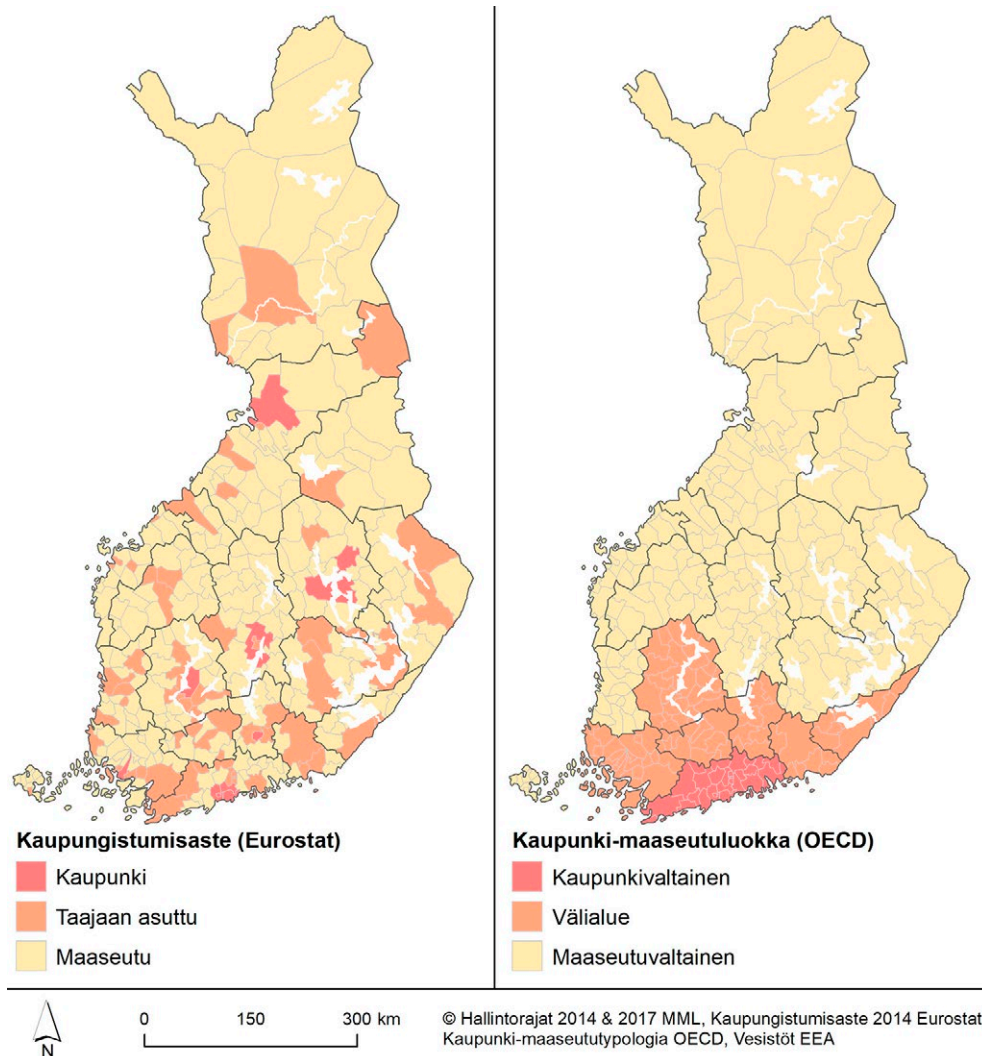 Kaupungistumisaste (Eurostat)
Kaupunki
Taajaan asuttu
Maaseutu
Kaupunki-maaseutuluokka (OECD)
Kaupunkivaltainen
Välialue
Maaseutuvaltainen
N
0 150 300 km
© Hallintorajat 2014 & 2017 MML, Kaupungistumisaste 2014 Eurostat
Kaupunki-maaseututypologia OECD, Vesistöt EEA